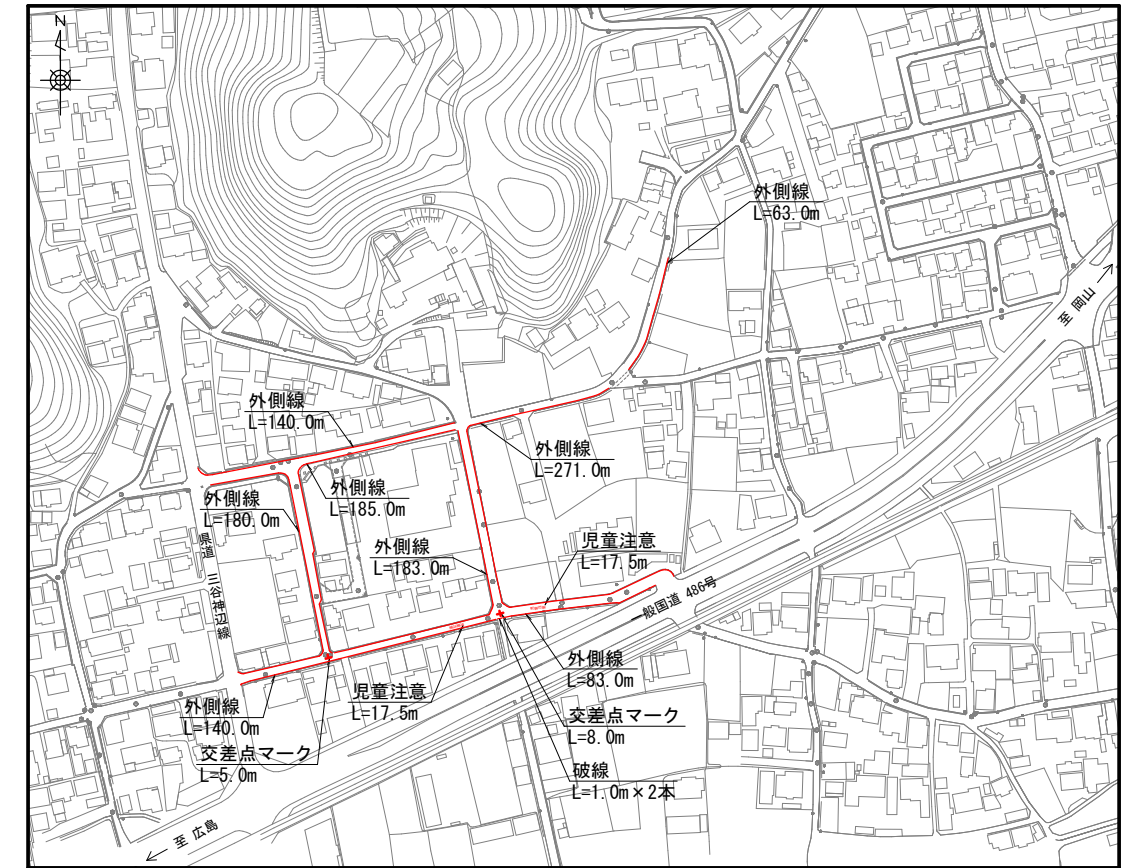 N
外側線
L=63.0m
至 岡山
外側線
L=140.0m
外側線
L=271.0m
外側線
L=185.0m
外側線
L=180.0m
県道 三谷神辺線
外側線
L=183.0m
児童注意
L=17.5m
一般国道 486号
外側線
L=83.0m
児童注意
L=17.5m
外側線
L=140.0m
交差点マーク
L=8.0m
交差点マーク
L=5.0m
破線
L=1.0m×2本
至 広島